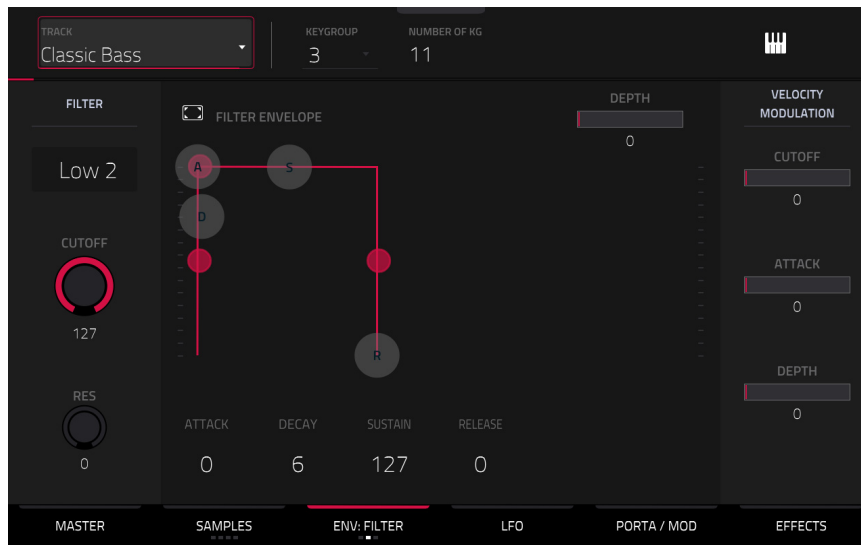 TRACK
Classic Bass
KEYGROUP
3
NUMBER OF KG
11
FILTER
Low 2
CUTOFF
127
RES
0
FILTER ENVELOPE
DEPTH
0
A
S
D
R
ATTACK
DECAY
SUSTAIN
RELEASE
0
6
127
0
VELOCITY
MODULATION
CUTOFF
0
ATTACK
0
DEPTH
0
MASTER
SAMPLES
ENV: FILTER
LFO
PORTA / MOD
EFFECTS